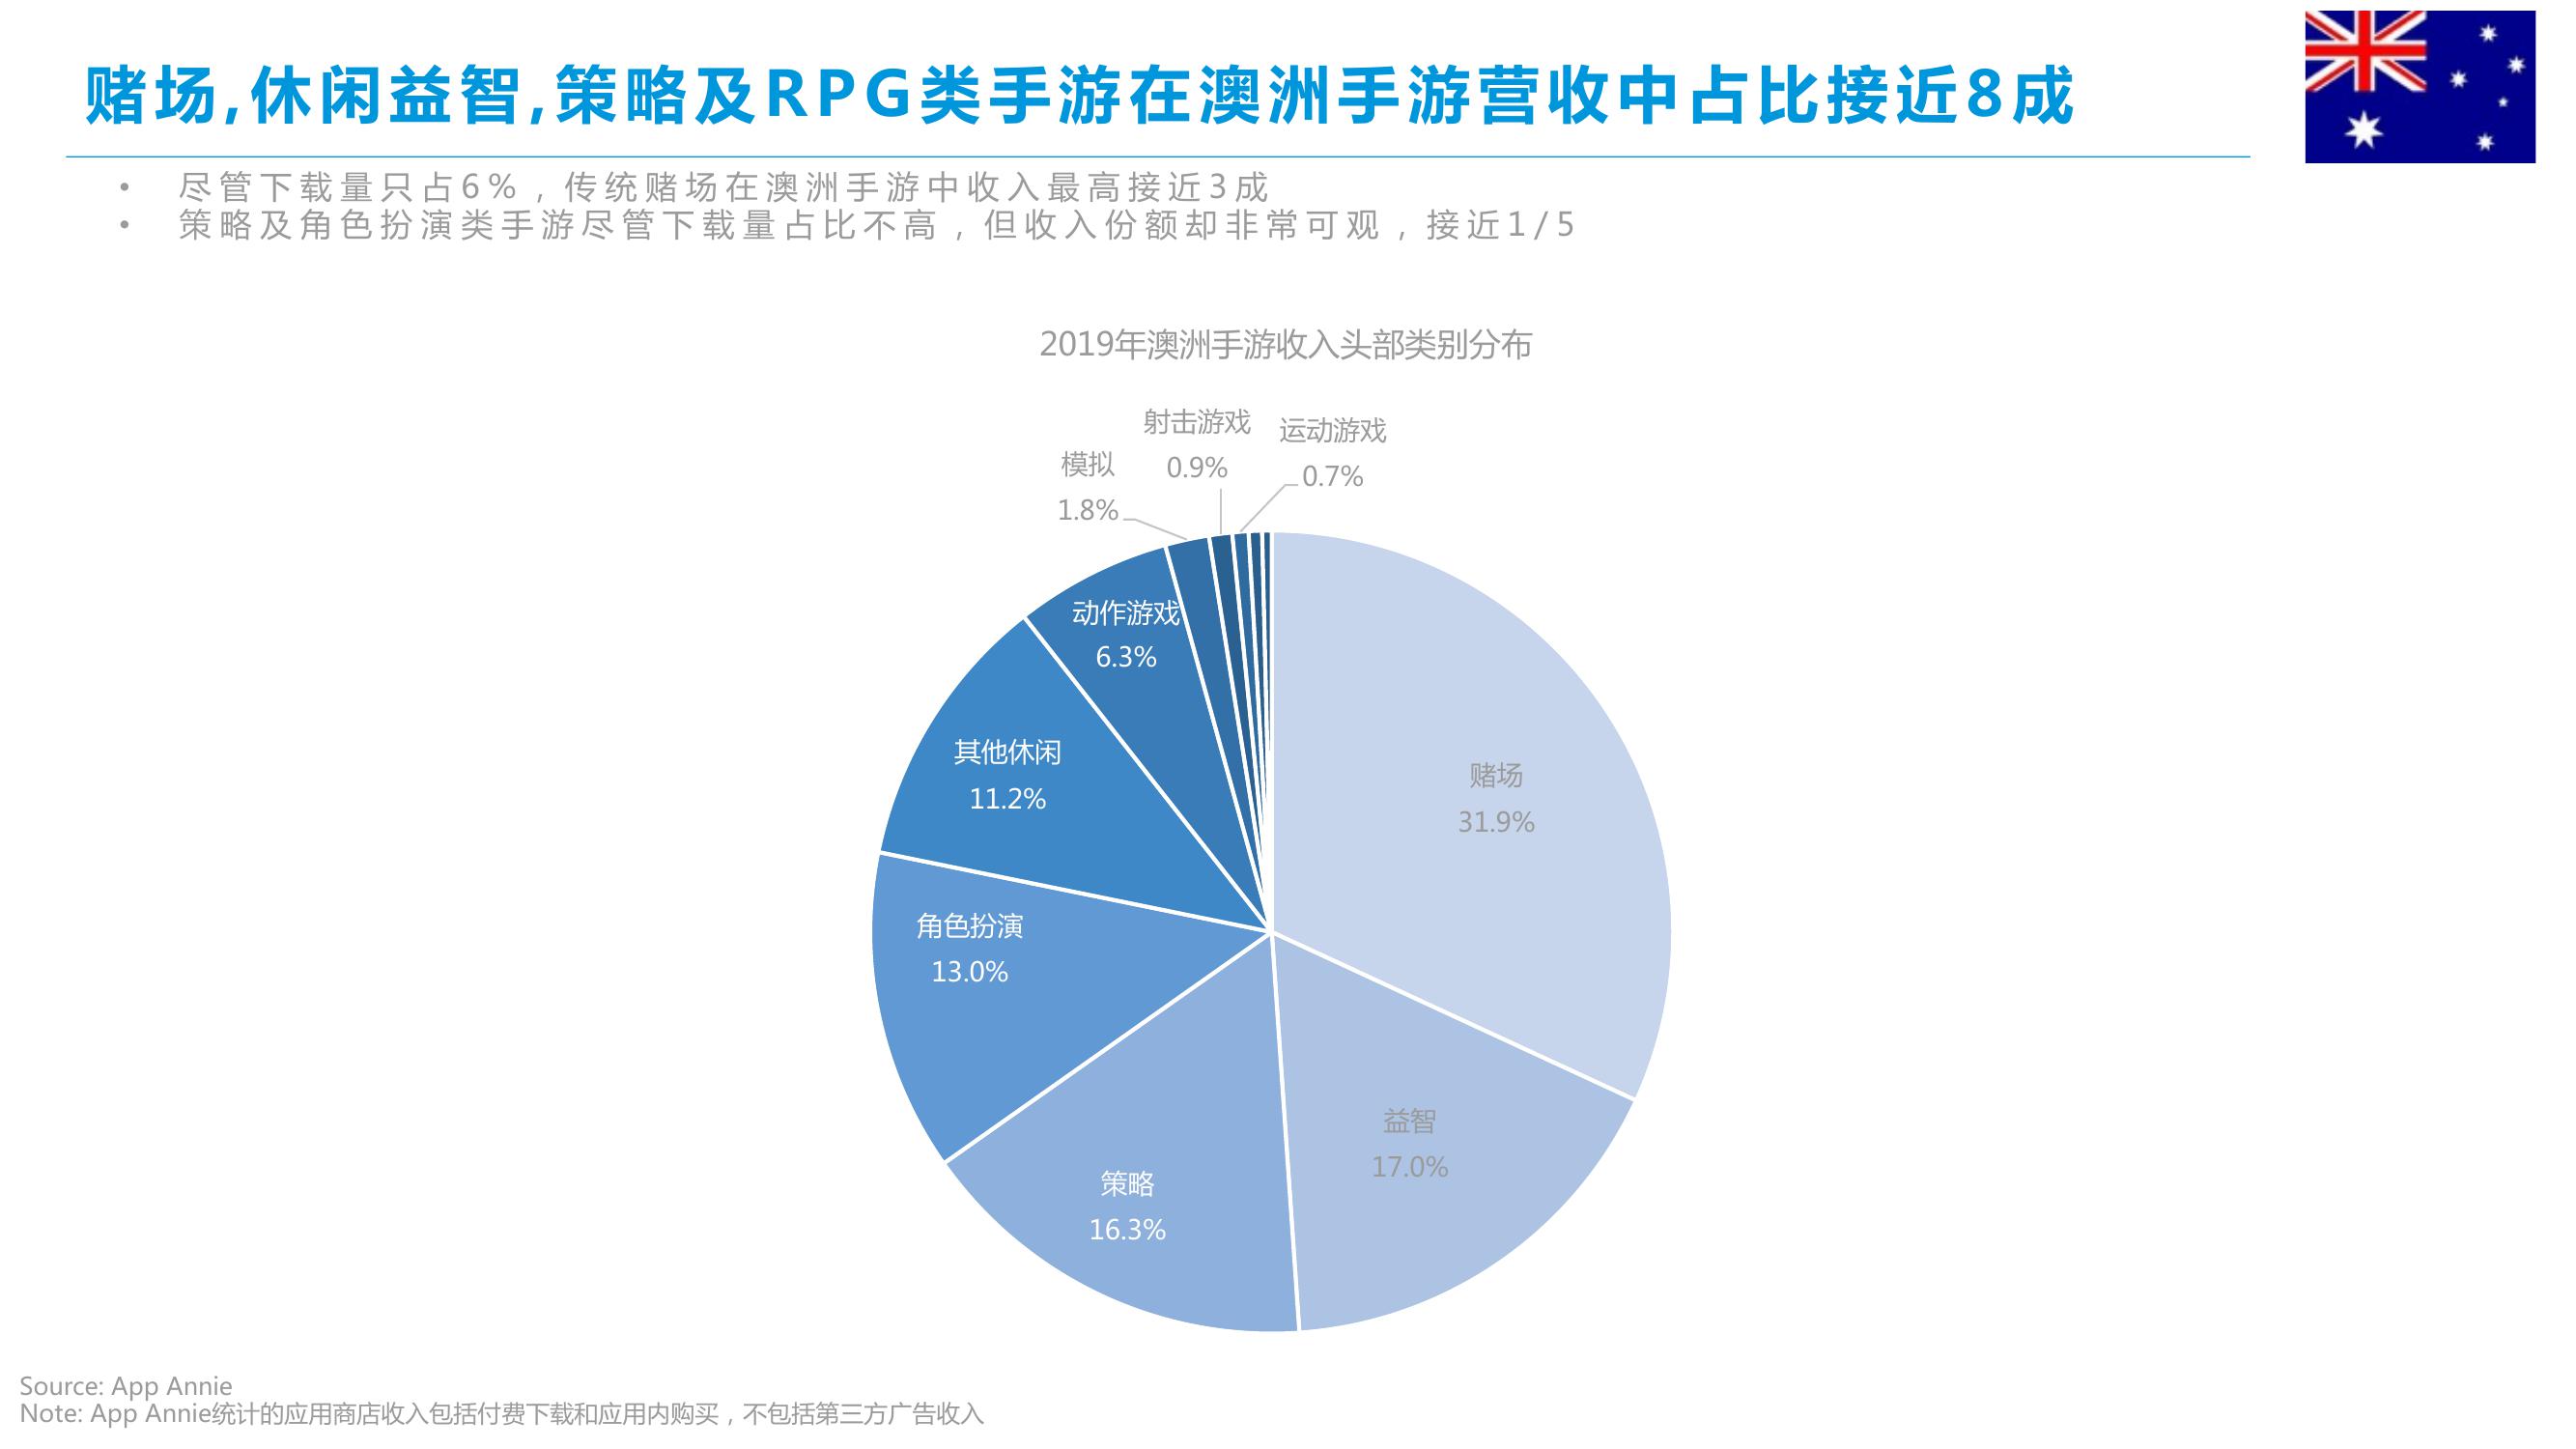 赌场,休闲益智,策略及RPG类手游在澳洲手游营收中占比接近8成
• 尽管下载量只占6%，传统赌场在澳洲手游中收入最高接近3成
• 策略及角色扮演类手游尽管下载量占比不高，但收入份额却非常可观，接近1/5
2019年澳洲手游收入头部类别分布
射击游戏
0.9%
运动游戏
0.7%
模拟
1.8%
动作游戏
6.3%
其他休闲
11.2%
赌场
31.9%
角色扮演
13.0%
益智
17.0%
策略
16.3%
Source: App Annie
Note: App Annie统计的应用商店收入包括付费下载和应用内购买，不包括第三方广告收入